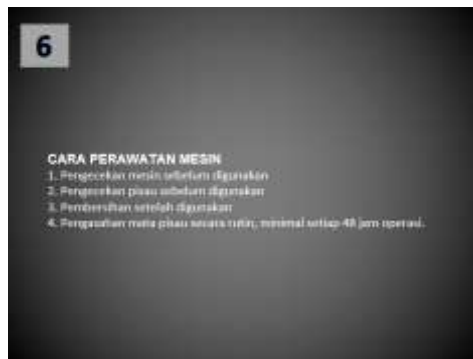 6
CARA PERAWATAN MESIN
1. Pengecekan mesin sebelum digunakan
2. Pengecekan pisau sebelum digunakan
3. Pembersihan setelah digunakan
4. Pengasahan mata pisau secara rutin, minimal setiap 48 jam operasi.